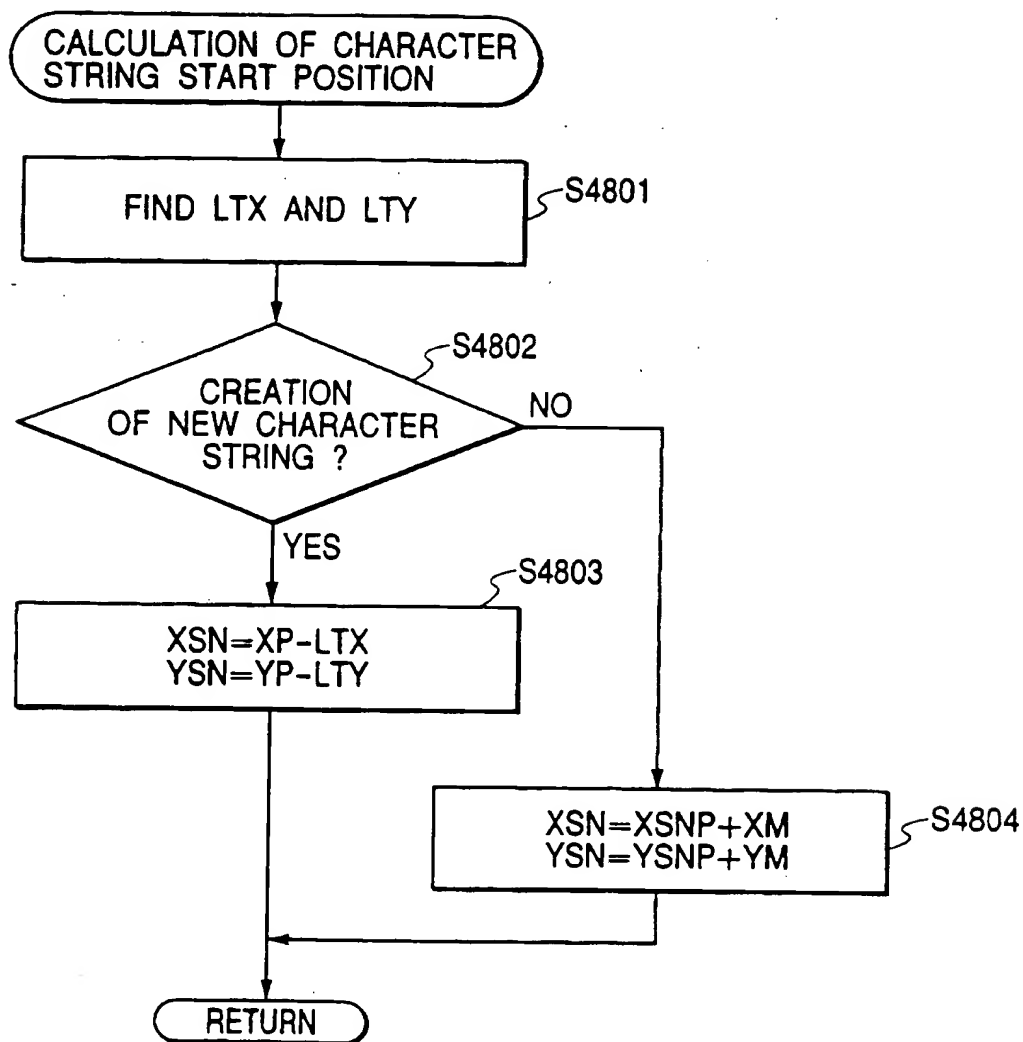 CALCULATION OF CHARACTER
STRING START POSITION
FIND LTX AND LTY
S4801
S4802
CREATION
OF NEW CHARACTER
STRING ?
NO
YES
S4803
XSN=XP-LTX
YSN=YP-LTY
XSN=XSNP+XM
YSN=YSNP+YM
S4804
RETURN